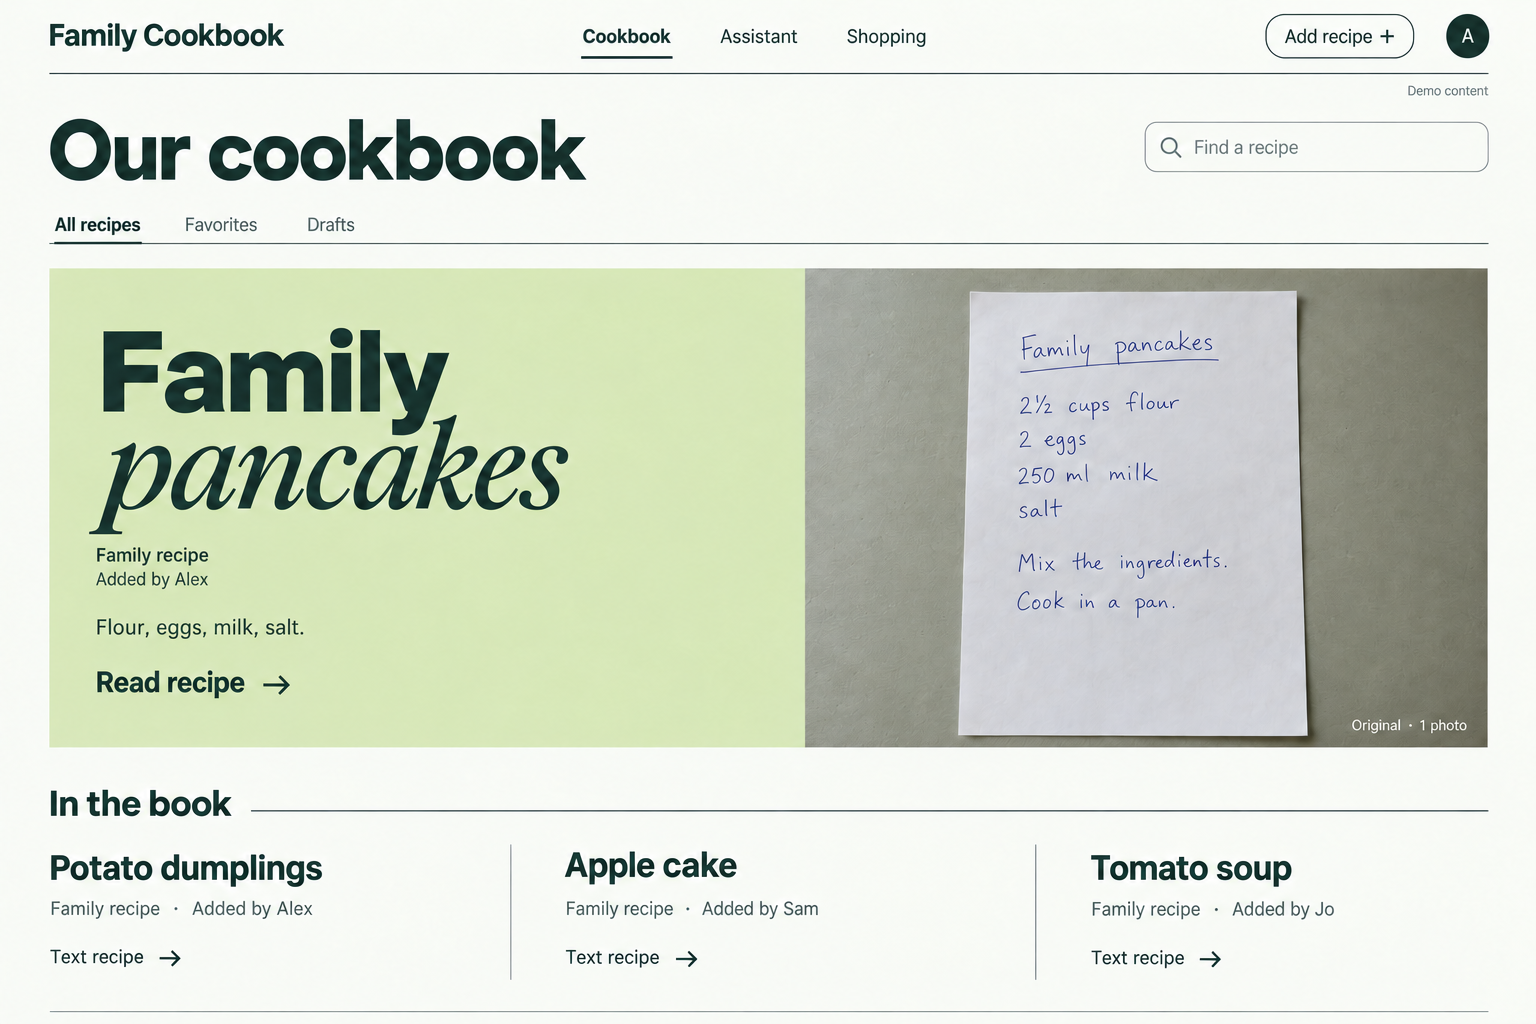 Family Cookbook
Cookbook
Assistant
Shopping
Add recipe +
A
Demo content
Our cookbook
Find a recipe
All recipes
Favorites
Drafts
Family
pancakes
Family recipe
Added by Alex
Flour, eggs, milk, salt.
Read recipe →
Family pancakes
2½ cups flour
2 eggs
250 ml milk
salt
Mix the ingredients.
Cook in a pan.
Original · 1 photo
In the book
Potato dumplings
Family recipe · Added by Alex
Text recipe →
Apple cake
Family recipe · Added by Sam
Text recipe →
Tomato soup
Family recipe · Added by Jo
Text recipe →